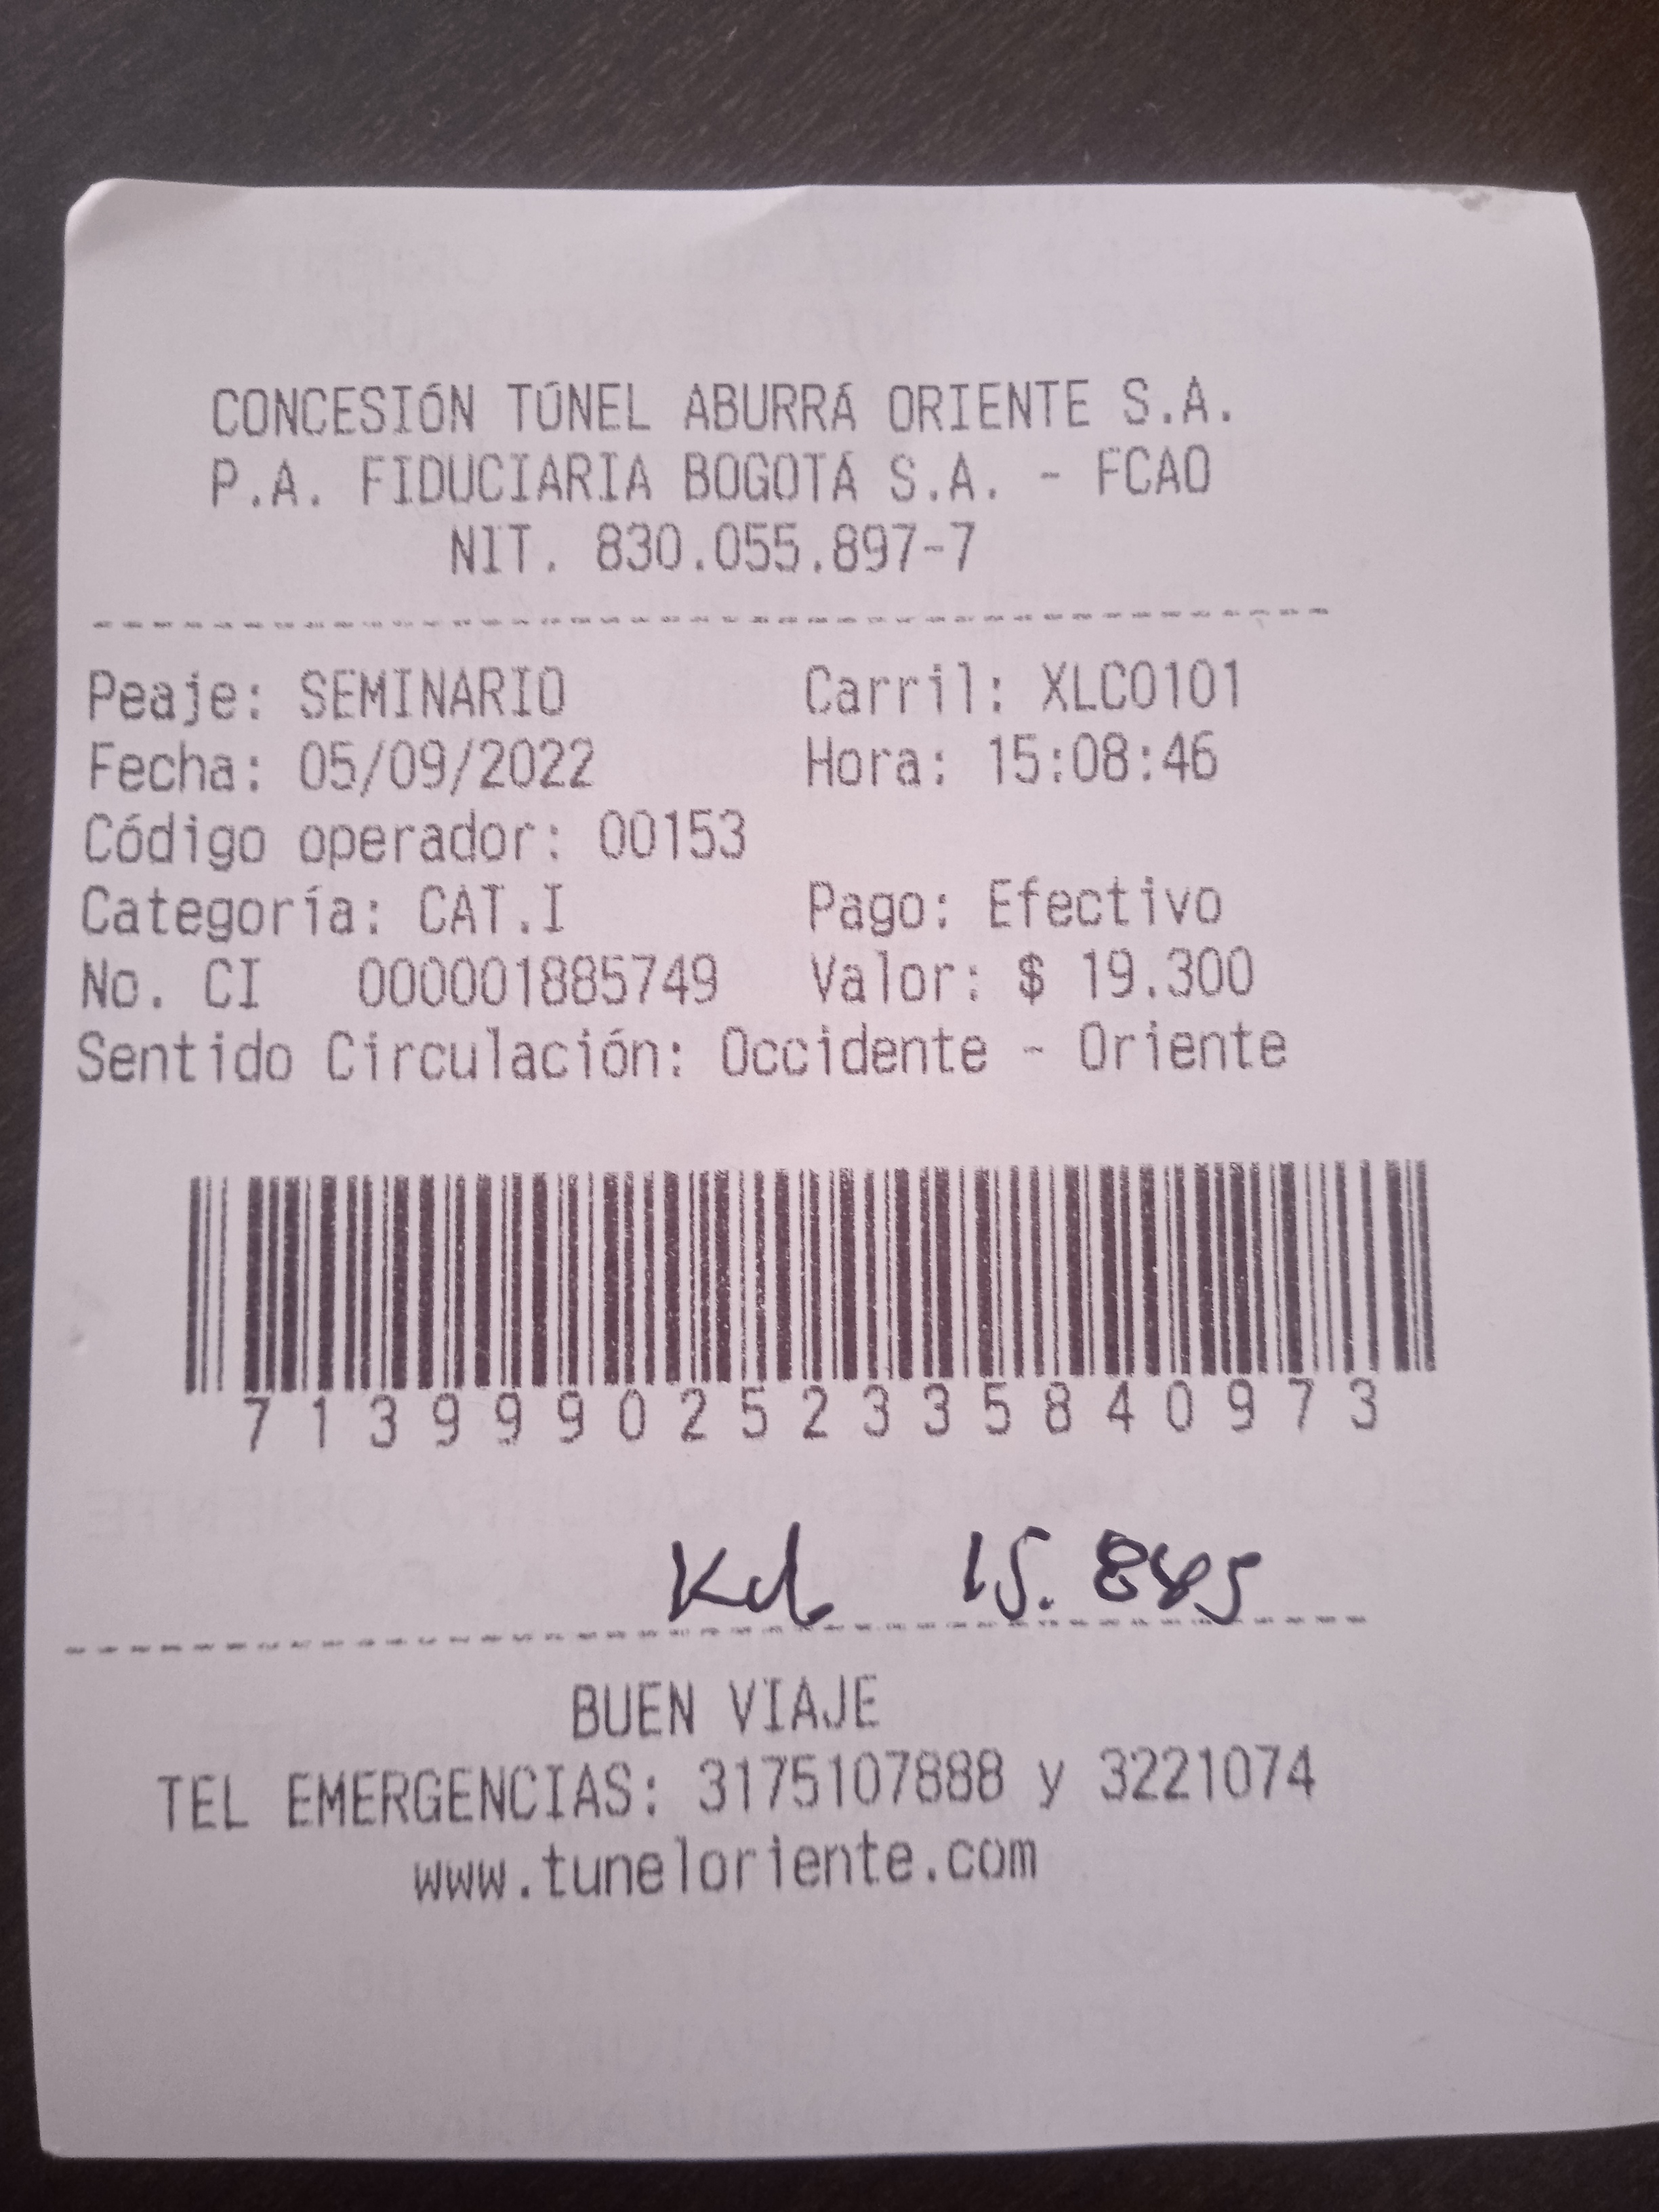 CONCESIÓN TÚNEL ABURRÁ ORIENTE S.A.
P.A. FIDUCIARIA BOGOTÁ S.A. - FCAO
NIT. 830.055.897-7
Peaje: SEMINARIO Carril: XLC0101
Fecha: 05/09/2022 Hora: 15:08:46
Código operador: 00153
Categoría: CAT.I Pago: Efectivo
No. CI 000001885749 Valor: $ 19.300
Sentido Circulación: Occidente - Oriente
7139990252335840973
15.885
BUEN VIAJE
TEL EMERGENCIAS: 3175107888 y 3221074
www.tuneloriente.com